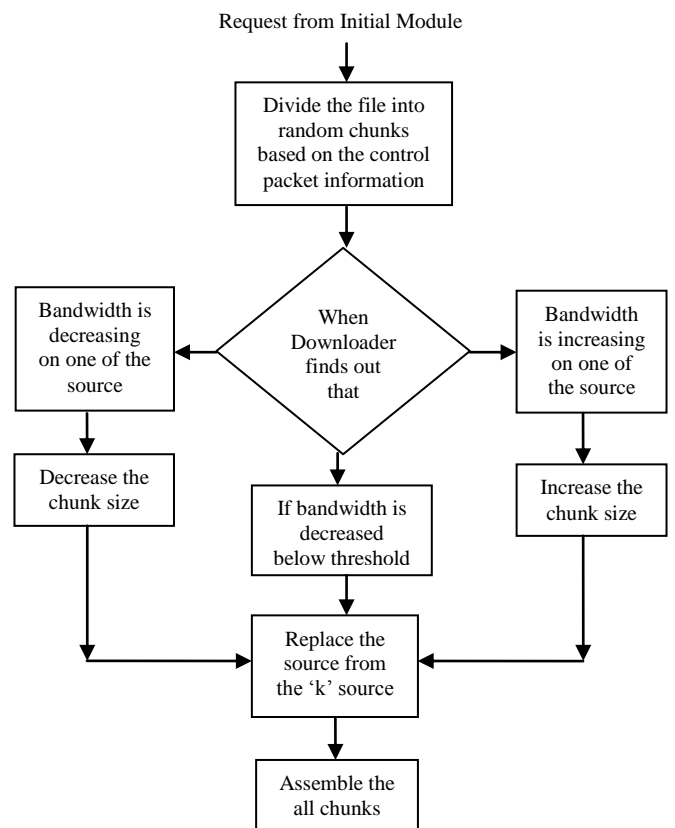 Request from Initial Module
Divide the file into
random chunks
based on the control
packet information
When
Downloader
finds out
that
Bandwidth is
decreasing
on one of the
source
Bandwidth
is increasing
on one of
the source
Decrease the
chunk size
If bandwidth is
decreased
below threshold
Increase the
chunk size
Replace the
source from
the ‘k’ source
Assemble the
all chunks